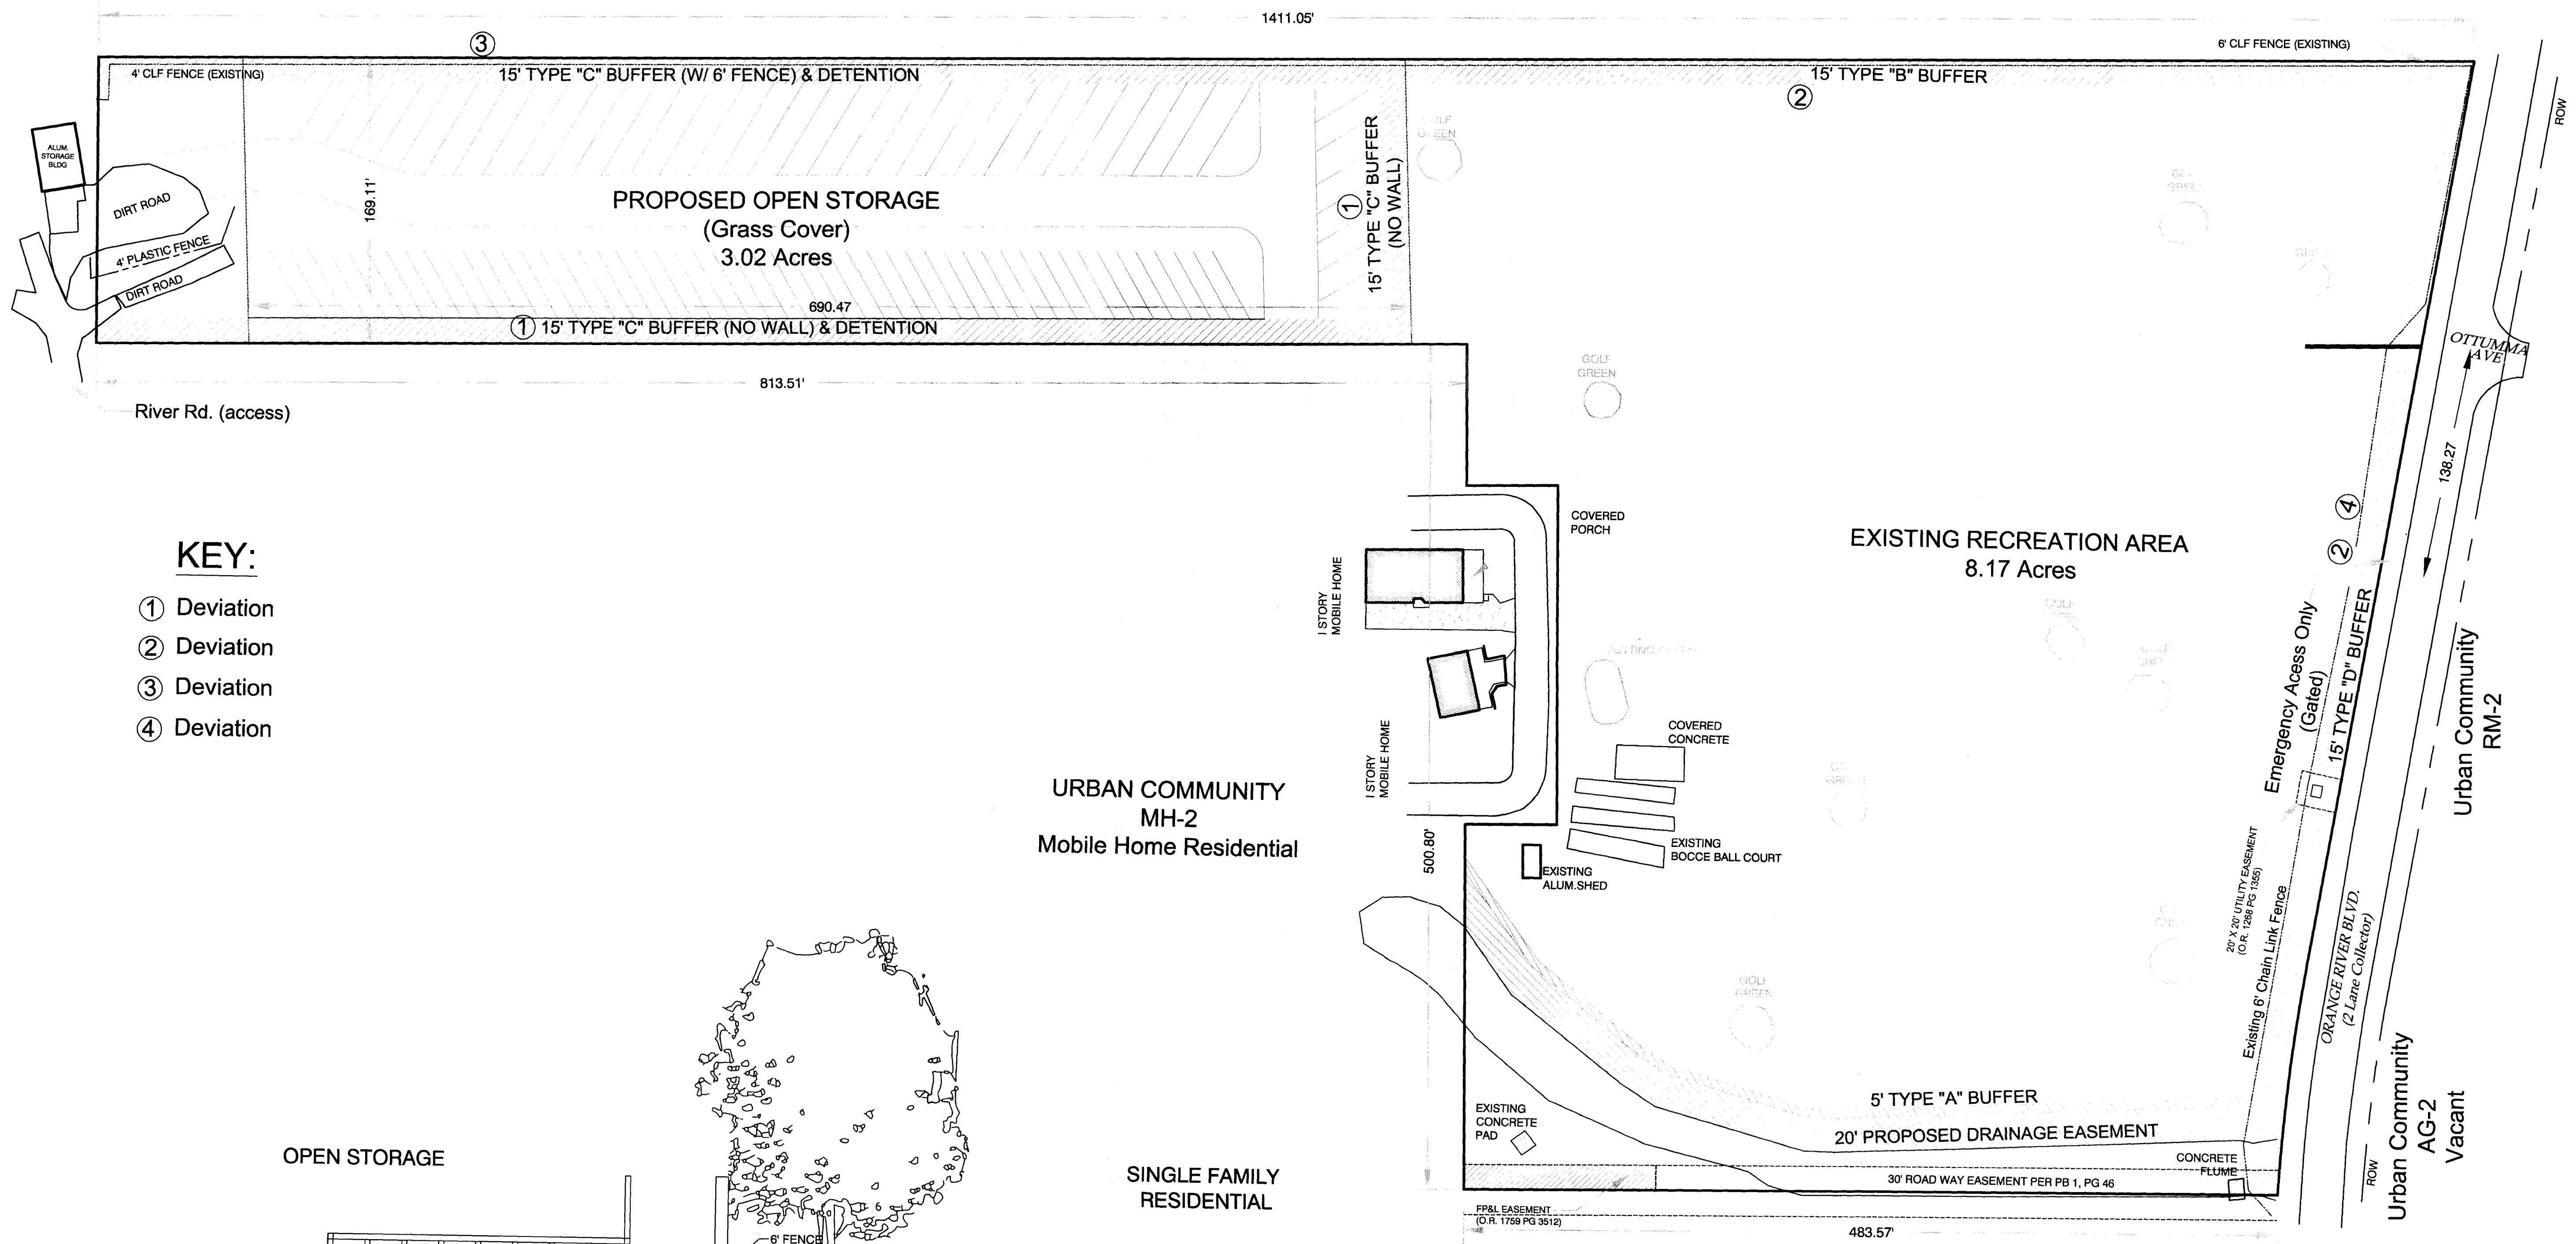 1411.05'
3
6' CLF FENCE (EXISTING)
4' CLF FENCE (EXISTING)
15' TYPE "C" BUFFER (W/ 6' FENCE) & DETENTION
15' TYPE "B" BUFFER
2
ROW
ALUM.
STORAGE
BLDG
DIRT ROAD
4' PLASTIC FENCE
DIRT ROAD
169.11'
PROPOSED OPEN STORAGE
(Grass Cover)
3.02 Acres
1
15' TYPE "C" BUFFER
(NO WALL)
690.47
1 15' TYPE "C" BUFFER (NO WALL) & DETENTION
813.51'
River Rd. (access)
GOLF
GREEN
OTTUMMA
AVE
138.27
KEY:
1 Deviation
2 Deviation
3 Deviation
4 Deviation
COVERED
PORCH
I STORY
MOBILE HOME
I STORY
MOBILE HOME
EXISTING RECREATION AREA
8.17 Acres
4
2
Emergency Acess Only
(Gated)
15' TYPE "D" BUFFER
Urban Community
RM-2
COVERED
CONCRETE
EXISTING
BOCCE BALL COURT
EXISTING
ALUM.SHED
500.80'
URBAN COMMUNITY
MH-2
Mobile Home Residential
20' X 20' UTILITY EASEMENT
(O.R. 1268 PG 1355)
Existing 6' Chain Link Fence
ORANGE RIVER BLVD.
(2 Lane Collector)
GOLF
GREEN
5' TYPE "A" BUFFER
20' PROPOSED DRAINAGE EASEMENT
EXISTING
CONCRETE
PAD
CONCRETE
FLUME
30' ROAD WAY EASEMENT PER PB 1, PG 46
ROW
Urban Community
AG-2
Vacant
FP&L EASEMENT
(O.R. 1759 PG 3512)
483.57'
OPEN STORAGE
SINGLE FAMILY
RESIDENTIAL
6' FENCE